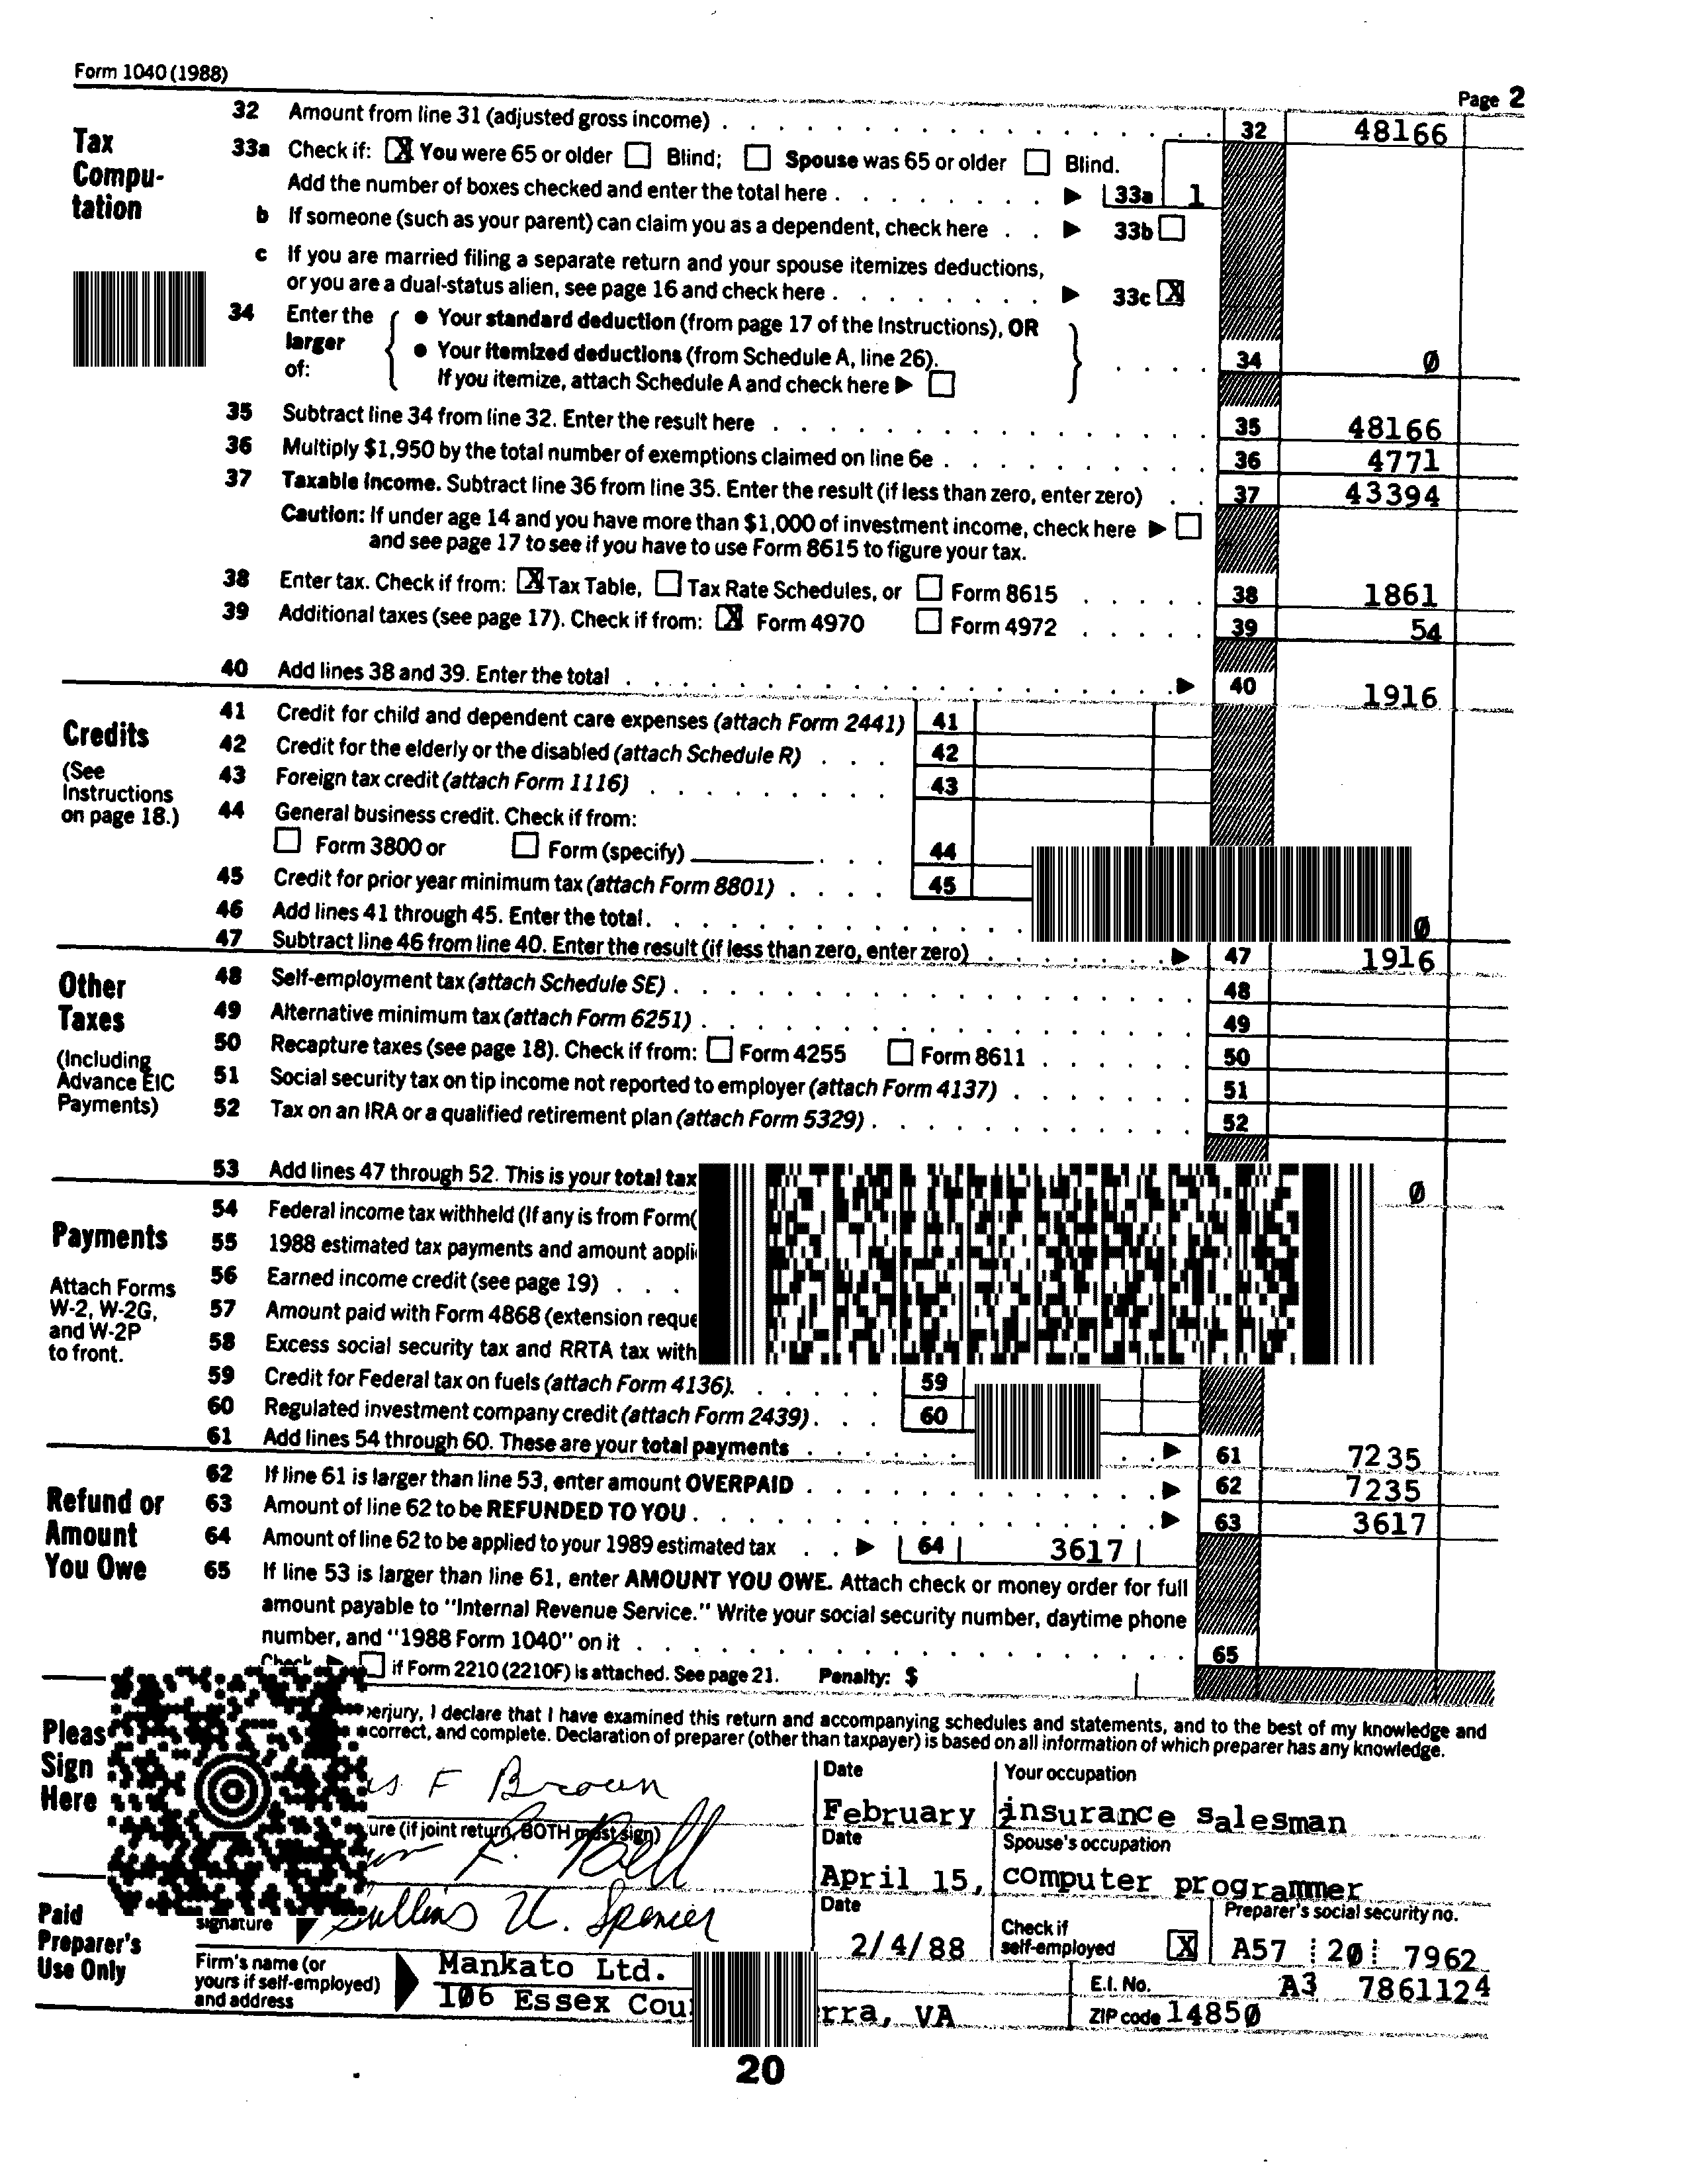 Form 1040 (1988)
Page 2
Tax Compu-tation
32 Amount from line 31 (adjusted gross income) 32 48166
33a Check if: X You were 65 or older Blind; Spouse was 65 or older Blind.
Add the number of boxes checked and enter the total here 33a 1
b If someone (such as your parent) can claim you as a dependent, check here 33b
c If you are married filing a separate return and your spouse itemizes deductions,
or you are a dual-status alien, see page 16 and check here 33c X
34 Enter the larger of:
• Your standard deduction (from page 17 of the Instructions), OR
• Your itemized deductions (from Schedule A, line 26).
If you itemize, attach Schedule A and check here
34 0
35 Subtract line 34 from line 32. Enter the result here 35 48166
36 Multiply $1,950 by the total number of exemptions claimed on line 6e 36 4771
37 Taxable income. Subtract line 36 from line 35. Enter the result (if less than zero, enter zero) 37 43394
Caution: If under age 14 and you have more than $1,000 of investment income, check here
and see page 17 to see if you have to use Form 8615 to figure your tax.
38 Enter tax. Check if from: X Tax Table, Tax Rate Schedules, or Form 8615 38 1861
39 Additional taxes (see page 17). Check if from: X Form 4970 Form 4972 39 54
40 Add lines 38 and 39. Enter the total 40 1916
Credits
(See Instructions on page 18.)
41 Credit for child and dependent care expenses (attach Form 2441) 41
42 Credit for the elderly or the disabled (attach Schedule R) 42
43 Foreign tax credit (attach Form 1116) 43
44 General business credit. Check if from:
Form 3800 or Form (specify) 44
45 Credit for prior year minimum tax (attach Form 8801) 45
46 Add lines 41 through 45. Enter the total. 0
47 Subtract line 46 from line 40. Enter the result (if less than zero, enter zero) 47 1916
Other Taxes
(Including Advance EIC Payments)
48 Self-employment tax (attach Schedule SE) 48
49 Alternative minimum tax (attach Form 6251) 49
50 Recapture taxes (see page 18). Check if from: Form 4255 Form 8611 50
51 Social security tax on tip income not reported to employer (attach Form 4137) 51
52 Tax on an IRA or a qualified retirement plan (attach Form 5329) 52
53 Add lines 47 through 52. This is your total tax 0
Payments
Attach Forms W-2, W-2G, and W-2P to front.
54 Federal income tax withheld (If any is from Form(
55 1988 estimated tax payments and amount
56 Earned income credit (see page 19)
57 Amount paid with Form 4868 (extension
58 Excess social security tax and RRTA tax with
59 Credit for Federal tax on fuels (attach Form 4136). 59
60 Regulated investment company credit (attach Form 2439) 60
61 Add lines 54 through 60. These are your total payments 61 7235
Refund or Amount You Owe
62 If line 61 is larger than line 53, enter amount OVERPAID 62 7235
63 Amount of line 62 to be REFUNDED TO YOU 63 3617
64 Amount of line 62 to be applied to your 1989 estimated tax 64 3617
65 If line 53 is larger than line 61, enter AMOUNT YOU OWE. Attach check or money order for full
amount payable to "Internal Revenue Service." Write your social security number, daytime phone
number, and "1988 Form 1040" on it 65
Check if Form 2210 (2210F) is attached. See page 21. Penalty: $
Sign Here
perjury, I declare that I have examined this return and accompanying schedules and statements, and to the best of my knowledge and
correct, and complete. Declaration of preparer (other than taxpayer) is based on all information of which preparer has any knowledge.
F Brown
Date
February
Your occupation
insurance salesman
(if joint return, BOTH must sign)
Bell
Date
April 15,
Spouse's occupation
computer programmer
Paid Preparer's Use Only
signature
U. Spencer
Date
2/4/88
Check if self-employed X
Preparer's social security no.
A57 20 7962
Firm's name (or yours if self-employed) and address
Mankato Ltd.
106 Essex VA
E.I. No. A3 7861124
ZIP code 14850
20